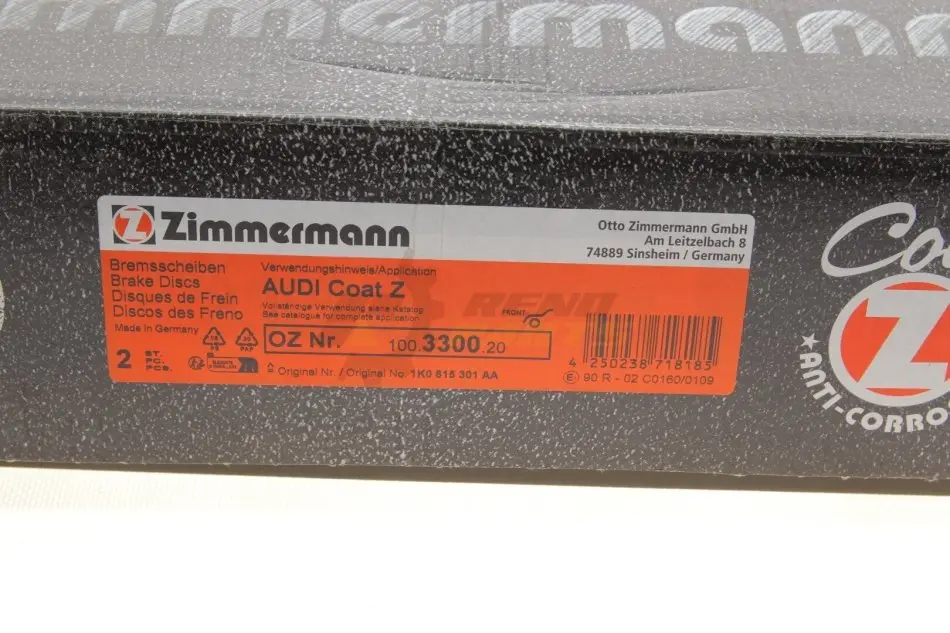 Zimmermann
Z Zimmermann
Otto Zimmermann GmbH
Am Leitzelbach 8
74889 Sinsheim / Germany
Bremsscheiben
Brake Discs
Disques de Frein
Discos des Freno
Made in Germany
2 ST. PC. PCB.
Verwendungshinweis/Application
AUDI Coat Z
Vollständige Verwendung siehe Katalog
See catalogue for complete application
FRONT
OZ Nr. 100.3300.20
Original Nr. / Original No. 1K0 615 301 AA
4 250238 718185
E 90 R - 02 C0160/0109
RENO
Z
ANTI-CORRO